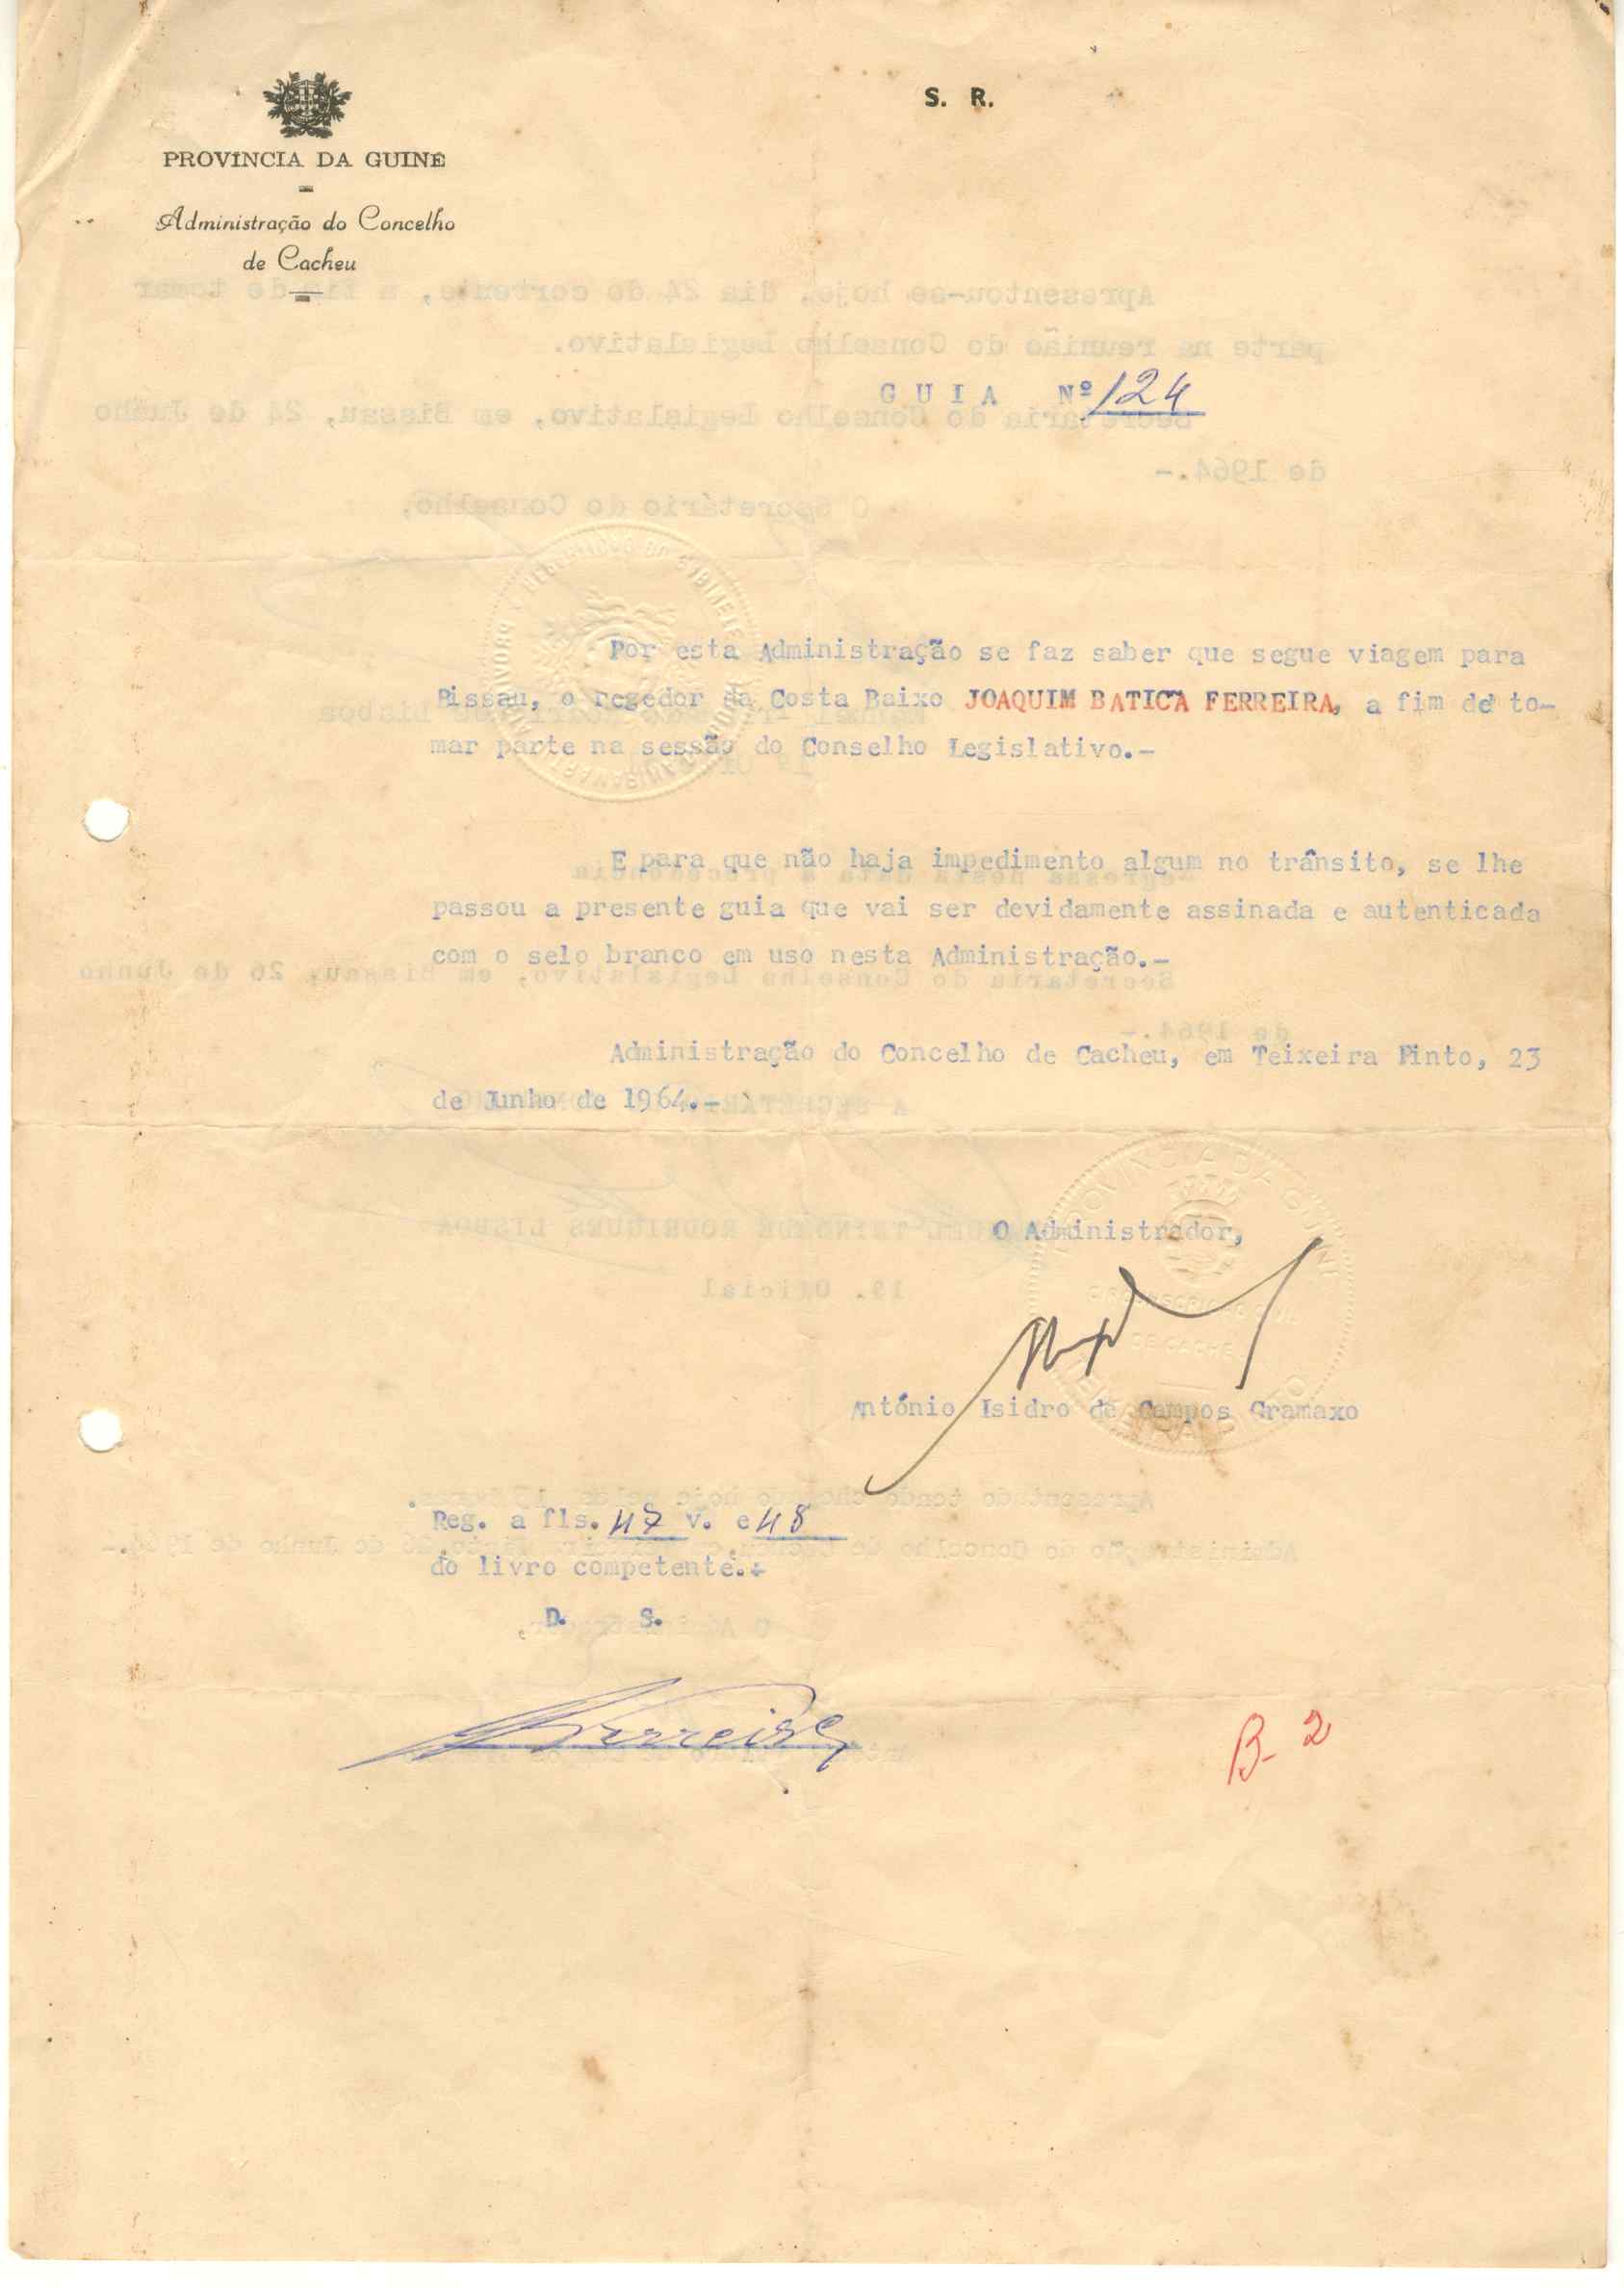 S. R.
PROVÍNCIA DA GUINÉ
Administração do Concelho
de Cacheu
GUIA Nº 124
Por esta Administração se faz saber que segue viagem para
Bissau, o regedor da Costa Baixo JOAQUIM BATICÃ FERREIRA, a fim de to-
mar parte na sessão do Conselho Legislativo.-
E para que não haja impedimento algum no trânsito, se lhe
passou a presente guia que vai ser devidamente assinada e autenticada
com o selo branco em uso nesta Administração.-
Administração do Concelho de Cacheu, em Teixeira Pinto, 23
de Junho de 1964.-
O Administrador,
António Isidro de Campos Gramaxo
Reg. a fls. 47 v. e 48
do livro competente.-
D. S.
Ferreira
B-2